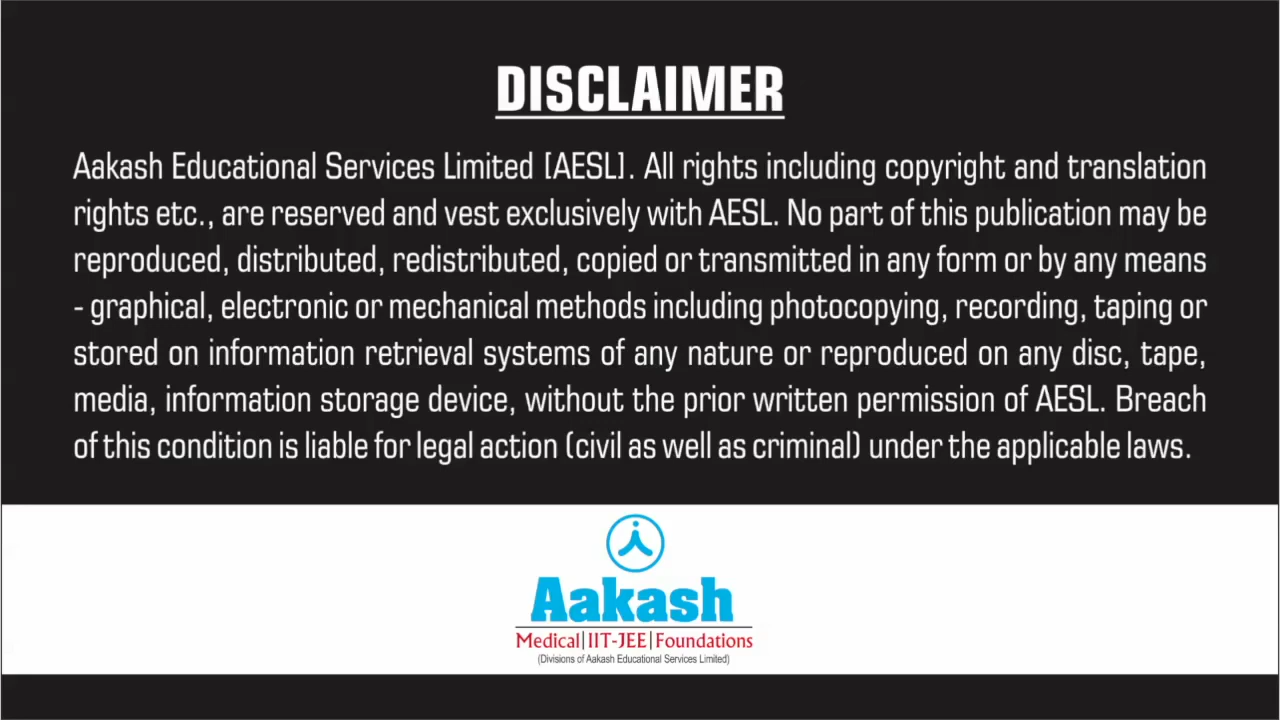 DISCLAIMER
Aakash Educational Services Limited [AESL]. All rights including copyright and translation
rights etc., are reserved and vest exclusively with AESL. No part of this publication may be
reproduced, distributed, redistributed, copied or transmitted in any form or by any means
- graphical, electronic or mechanical methods including photocopying, recording, taping or
stored on information retrieval systems of any nature or reproduced on any disc, tape,
media, information storage device, without the prior written permission of AESL. Breach
of this condition is liable for legal action (civil as well as criminal) under the applicable laws.
Aakash
Medical|IIT-JEE|Foundations
(Divisions of Aakash Educational Services Limited)